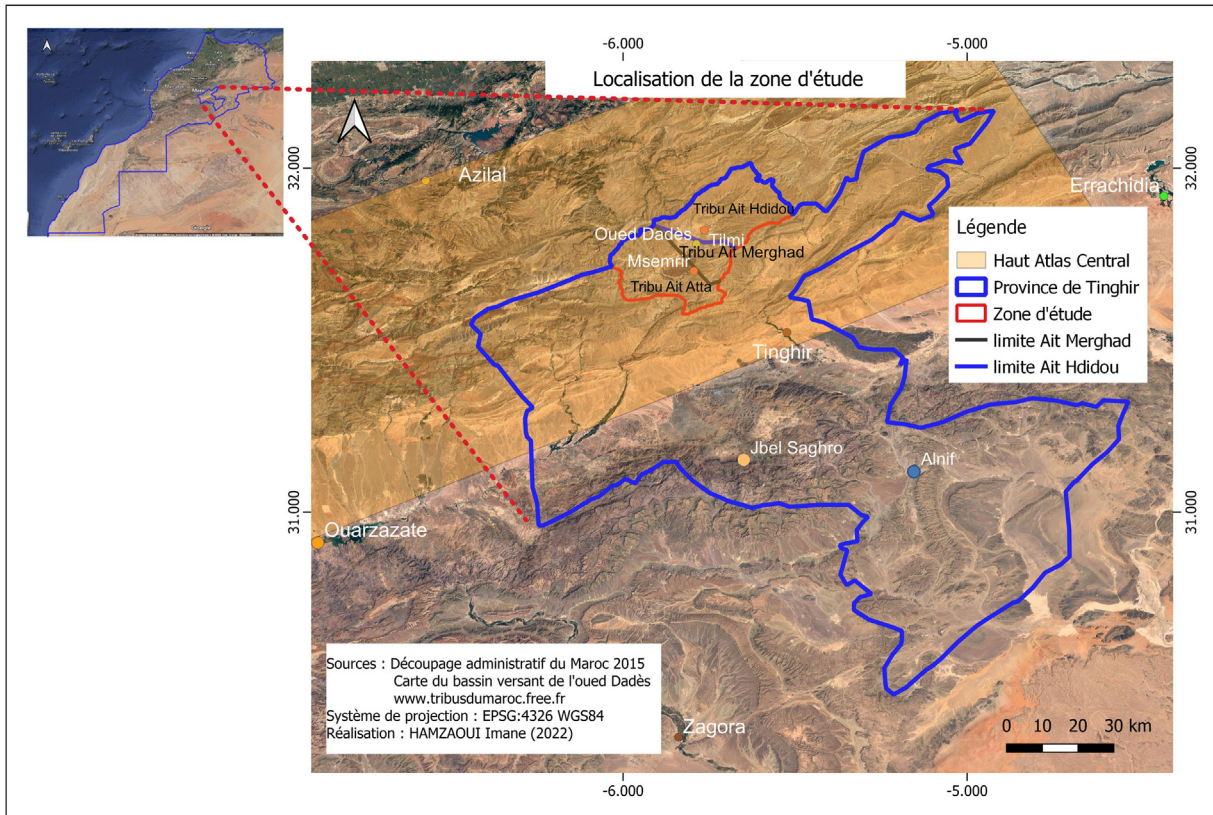 Localisation de la zone d'étude
-6.000
-5.000
32.000
32.000
31.000
31.000
Azilal
Errachidia
Tribu Ait Hdidou
Oued Dadès
Tilmi
Tribu Ait Merghad
Msemrir
Tribu Ait Atta
Tinghir
Jbel Saghro
Alnif
Ouarzazate
Zagora
Légende
Haut Atlas Central
Province de Tinghir
Zone d'étude
limite Ait Merghad
limite Ait Hdidou
Sources : Découpage administratif du Maroc 2015
Carte du bassin versant de l'oued Dadès
www.tribusdumaroc.free.fr
Système de projection : EPSG:4326 WGS84
Réalisation : HAMZAOUI Imane (2022)
0 10 20 30 km
-6.000
-5.000